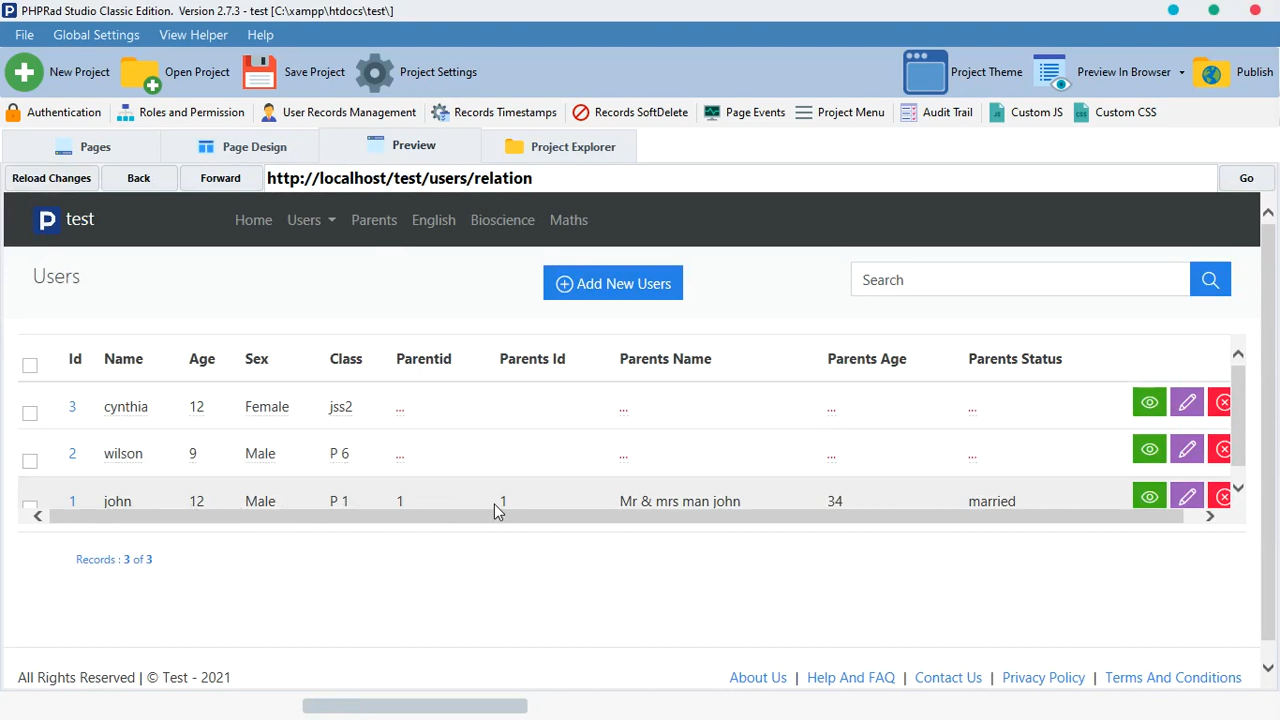 PHPRad Studio Classic Edition. Version 2.7.3 - test [C:\xampp\htdocs\test\]
File Global Settings View Helper Help
New Project Open Project Save Project Project Settings Project Theme Preview In Browser Publish
Authentication Roles and Permission User Records Management Records Timestamps Records SoftDelete Page Events Project Menu Audit Trail Custom JS Custom CSS
Pages Page Design Preview Project Explorer
Reload Changes Back Forward http://localhost/test/users/relation Go
test Home Users Parents English Bioscience Maths
Users Add New Users Search
Id Name Age Sex Class Parentid Parents Id Parents Name Parents Age Parents Status
3 cynthia 12 Female jss2 ... ... ... ...
2 wilson 9 Male P 6 ... ... ... ...
1 john 12 Male P 1 1 1 Mr & mrs man john 34 married
Records : 3 of 3
All Rights Reserved | © Test - 2021 About Us | Help And FAQ | Contact Us | Privacy Policy | Terms And Conditions